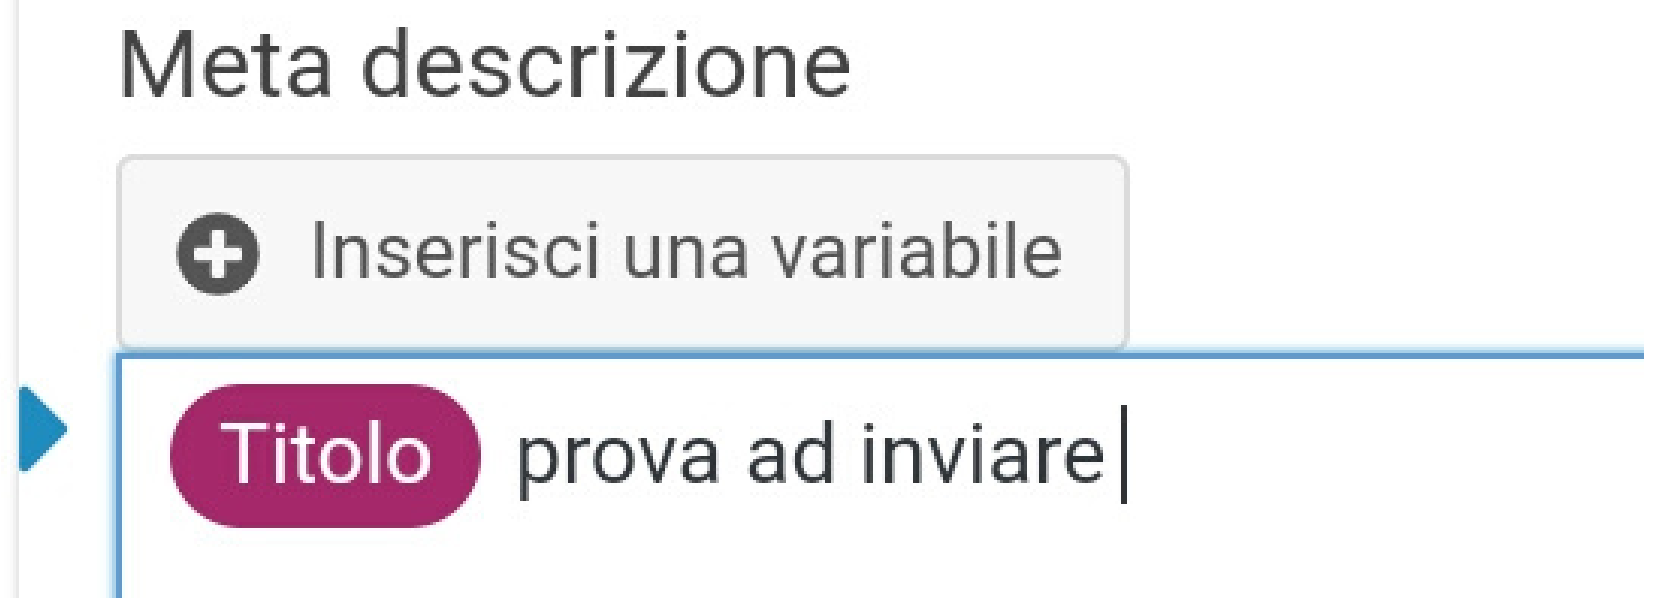 Meta descrizione
Inserisci una variabile
Titolo prova ad inviare